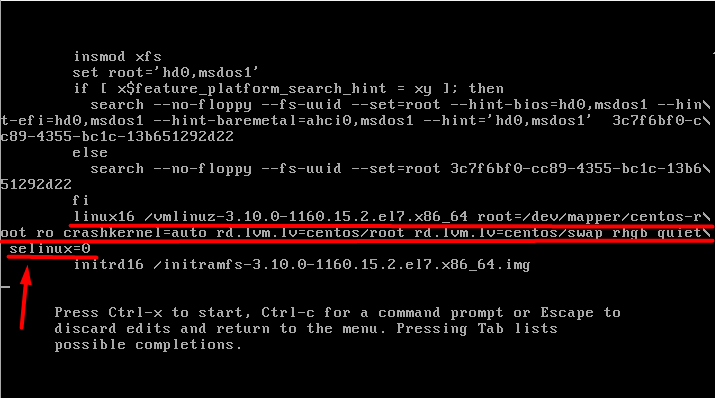 insmod xfs
set root='hd0,msdos1'
if [ x$feature_platform_search_hint = xy ]; then
search --no-floppy --fs-uuid --set=root --hint-bios=hd0,msdos1 --hin\
t-efi=hd0,msdos1 --hint-baremetal=ahci0,msdos1 --hint='hd0,msdos1'  3c7f6bf0-c\
c89-4355-bc1c-13b651292d22
else
search --no-floppy --fs-uuid --set=root 3c7f6bf0-cc89-4355-bc1c-13b6\
51292d22
fi
linux16 /vmlinuz-3.10.0-1160.15.2.el7.x86_64 root=/dev/mapper/centos-r\
oot ro crashkernel=auto rd.lvm.lv=centos/root rd.lvm.lv=centos/swap rhgb quiet\
selinux=0
initrd16 /initramfs-3.10.0-1160.15.2.el7.x86_64.img
Press Ctrl-x to start, Ctrl-c for a command prompt or Escape to
discard edits and return to the menu. Pressing Tab lists
possible completions.